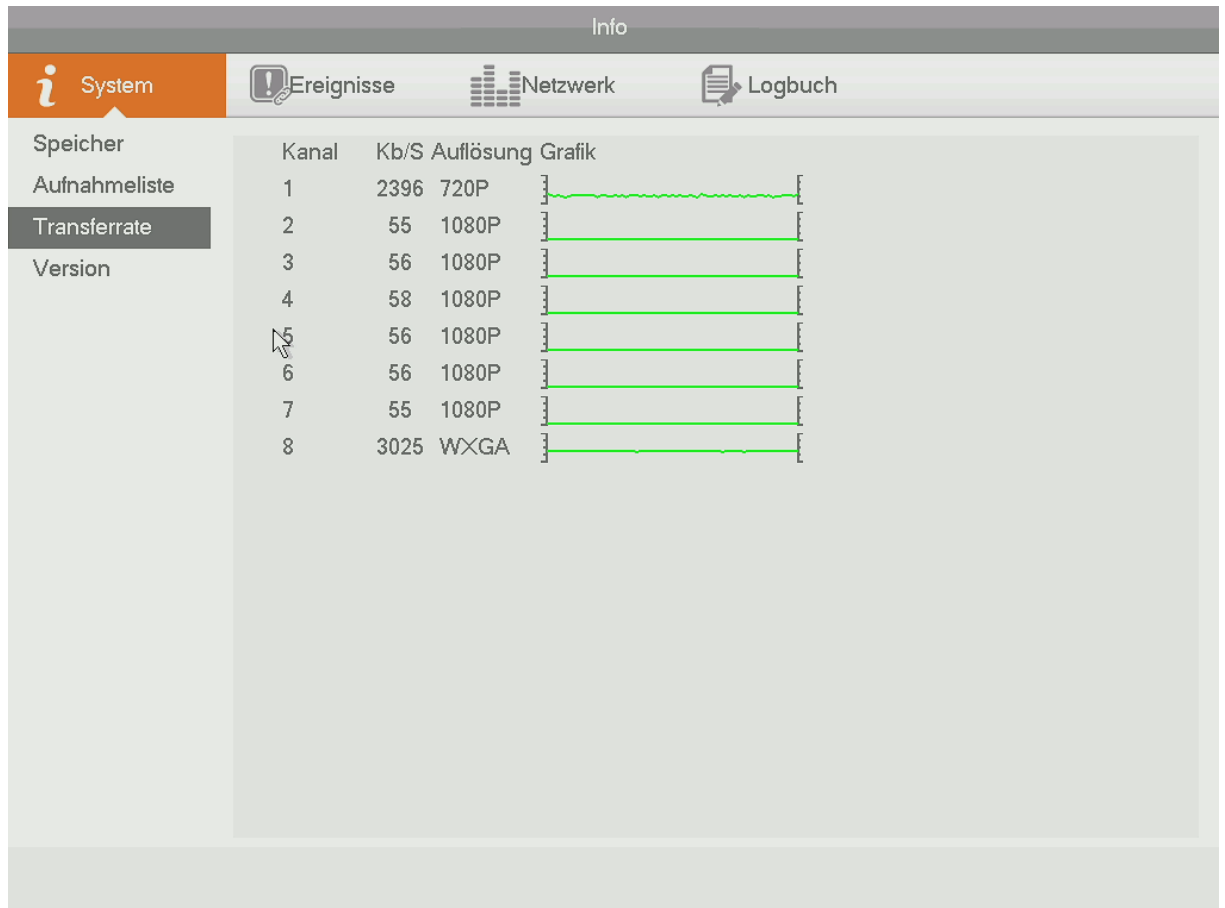 Info
System Ereignisse Netzwerk Logbuch
Speicher
Aufnahmeliste
Transferrate
Version
Kanal Kb/S Auflösung Grafik
1 2396 720P
2 55 1080P
3 56 1080P
4 58 1080P
5 56 1080P
6 56 1080P
7 55 1080P
8 3025 WXGA